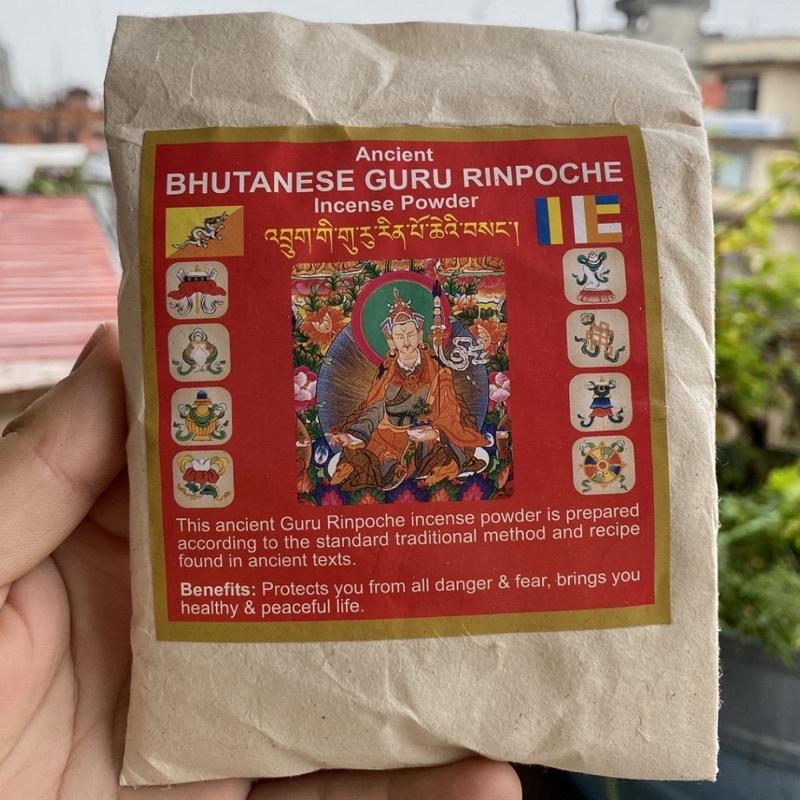 Ancient
BHUTANESE GURU RINPOCHE
Incense Powder
འབྲུག་གི་གུ་རུ་རིན་པོ་ཆེའི་བསང་།
This ancient Guru Rinpoche incense powder is prepared
according to the standard traditional method and recipe
found in ancient texts.
Benefits: Protects you from all danger & fear, brings you
healthy & peaceful life.